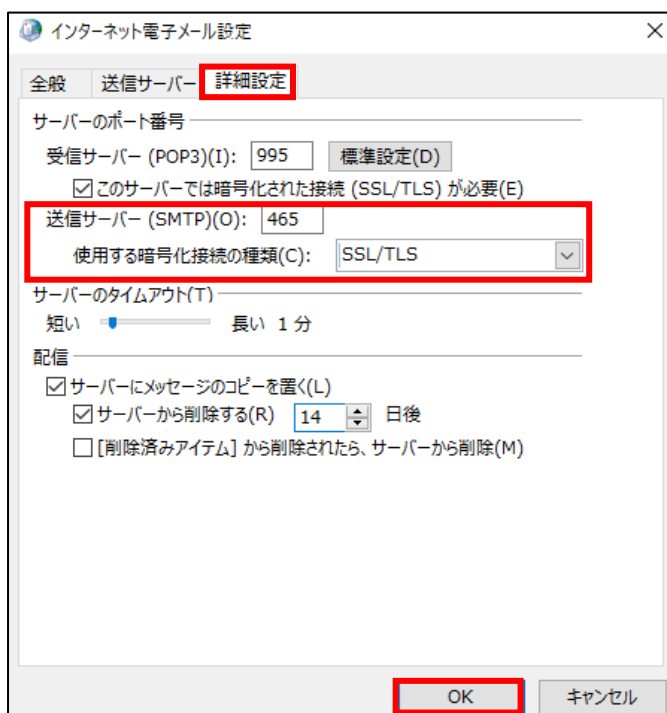 インターネット電子メール設定
全般 送信サーバー 詳細設定
サーバーのポート番号
受信サーバー (POP3)(I): 995 標準設定(D)
このサーバーでは暗号化された接続 (SSL/TLS) が必要(E)
送信サーバー (SMTP)(O): 465
使用する暗号化接続の種類(C): SSL/TLS
サーバーのタイムアウト(T)
短い 長い 1 分
配信
サーバーにメッセージのコピーを置く(L)
サーバーから削除する(R) 14 日後
[削除済みアイテム] から削除されたら、サーバーから削除(M)
OK キャンセル